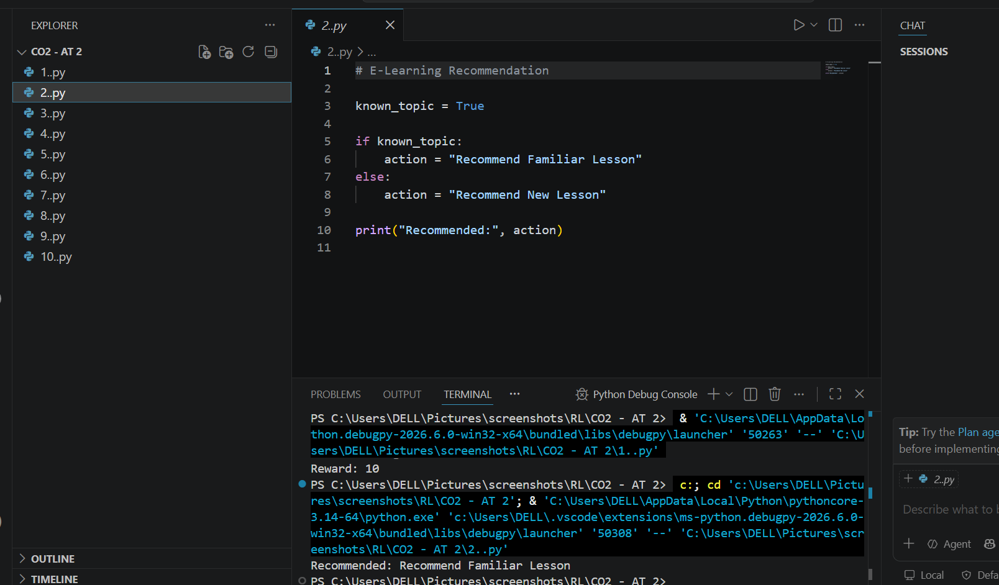 EXPLORER
CO2 - AT 2
1..py
2..py
3..py
4..py
5..py
6..py
7..py
8..py
9..py
10..py
OUTLINE
TIMELINE
2..py
2..py > ...
1 # E-Learning Recommendation
2
3 known_topic = True
4
5 if known_topic:
6     action = "Recommend Familiar Lesson"
7 else:
8     action = "Recommend New Lesson"
9
10 print("Recommended:", action)
11
PROBLEMS OUTPUT TERMINAL Python Debug Console
PS C:\Users\DELL\Pictures\screenshots\RL\CO2 - AT 2> & 'C:\Users\DELL\AppData\Lo
thon.debugpy-2026.6.0-win32-x64\bundled\libs\debugpy\launcher' '50263' '--' 'C:\U
sers\DELL\Pictures\screenshots\RL\CO2 - AT 2\1..py'
Reward: 10
PS C:\Users\DELL\Pictures\screenshots\RL\CO2 - AT 2> c:; cd 'c:\Users\DELL\Pictu
res\screenshots\RL\CO2 - AT 2'; & 'C:\Users\DELL\AppData\Local\Python\pythoncore-
3.14-64\python.exe' 'c:\Users\DELL\.vscode\extensions\ms-python.debugpy-2026.6.0-
win32-x64\bundled\libs\debugpy\launcher' '50308' '--' 'C:\Users\DELL\Pictures\scr
eenshots\RL\CO2 - AT 2\2..py'
Recommended: Recommend Familiar Lesson
PS C:\Users\DELL\Pictures\screenshots\RL\CO2 - AT 2>
CHAT
SESSIONS
Tip: Try the Plan age
before implementing
2..py
Describe what to b
Agent
Local Defa